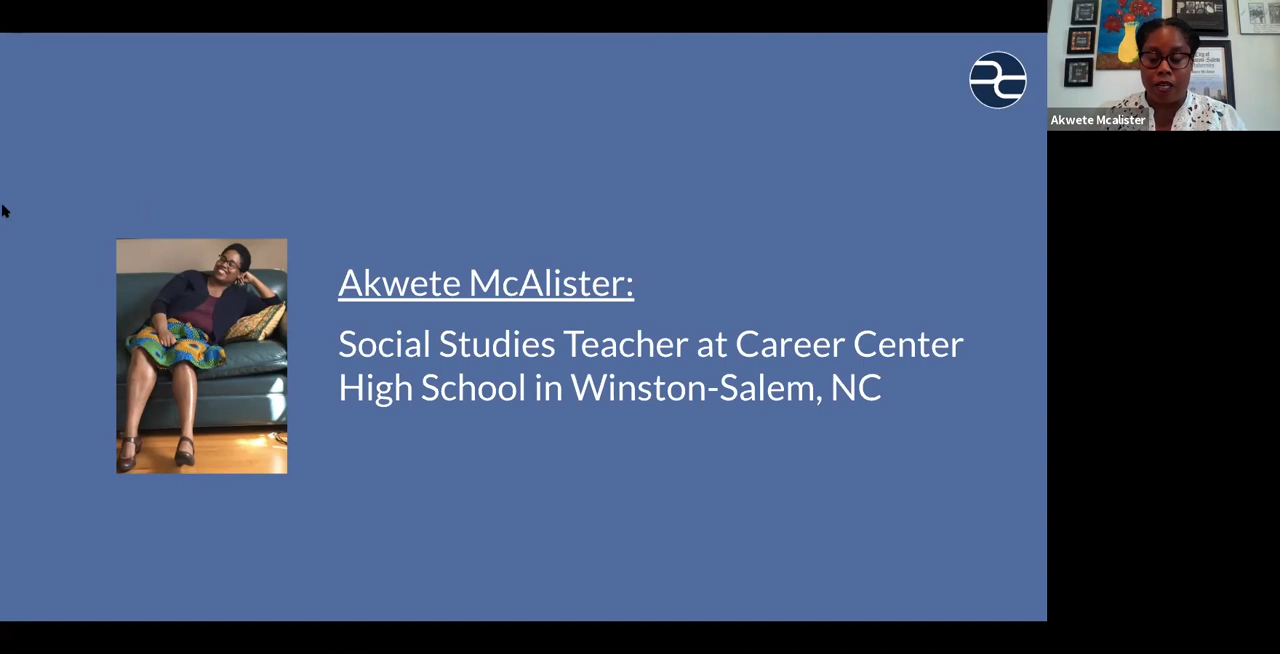 Akwete McAlister:
Social Studies Teacher at Career Center
High School in Winston-Salem, NC
Akwete Mcalister